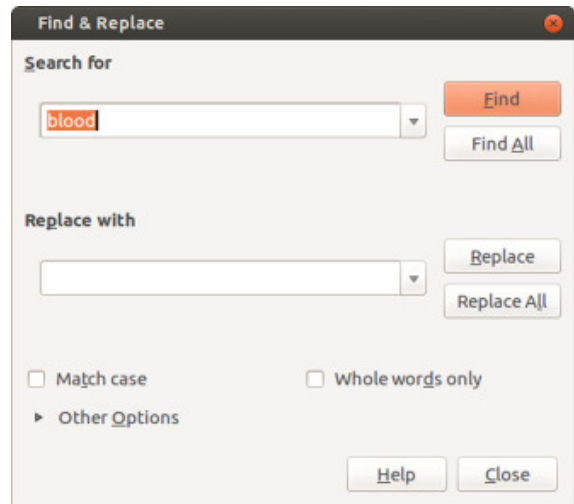 Find & Replace
Search for
blood
Find
Find All
Replace with
Replace
Replace All
Match case
Whole words only
Other Options
Help
Close